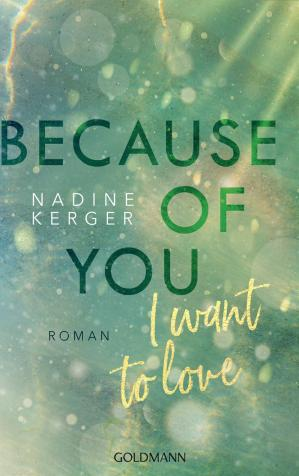 BECAUSE
NADINE
KERGER
OF
YOU
I want
to love
ROMAN
GOLDMANN